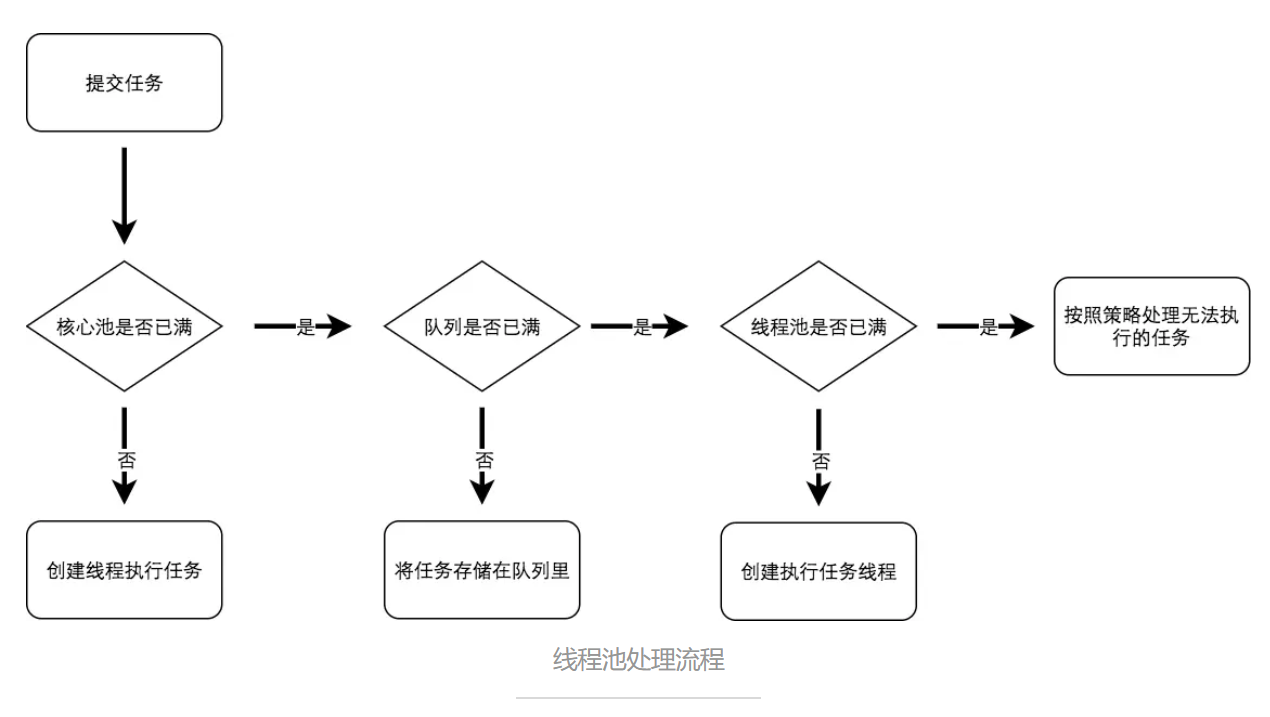 提交任务
核心池是否已满
是
队列是否已满
是
线程池是否已满
是
按照策略处理无法执
行的任务
否
否
否
创建线程执行任务
将任务存储在队列里
创建执行任务线程
线程池处理流程